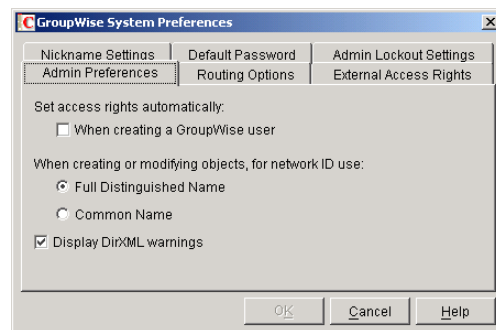 GroupWise System Preferences
Nickname Settings Default Password Admin Lockout Settings
Admin Preferences Routing Options External Access Rights
Set access rights automatically:
When creating a GroupWise user
When creating or modifying objects, for network ID use:
Full Distinguished Name
Common Name
Display DirXML warnings
OK Cancel Help